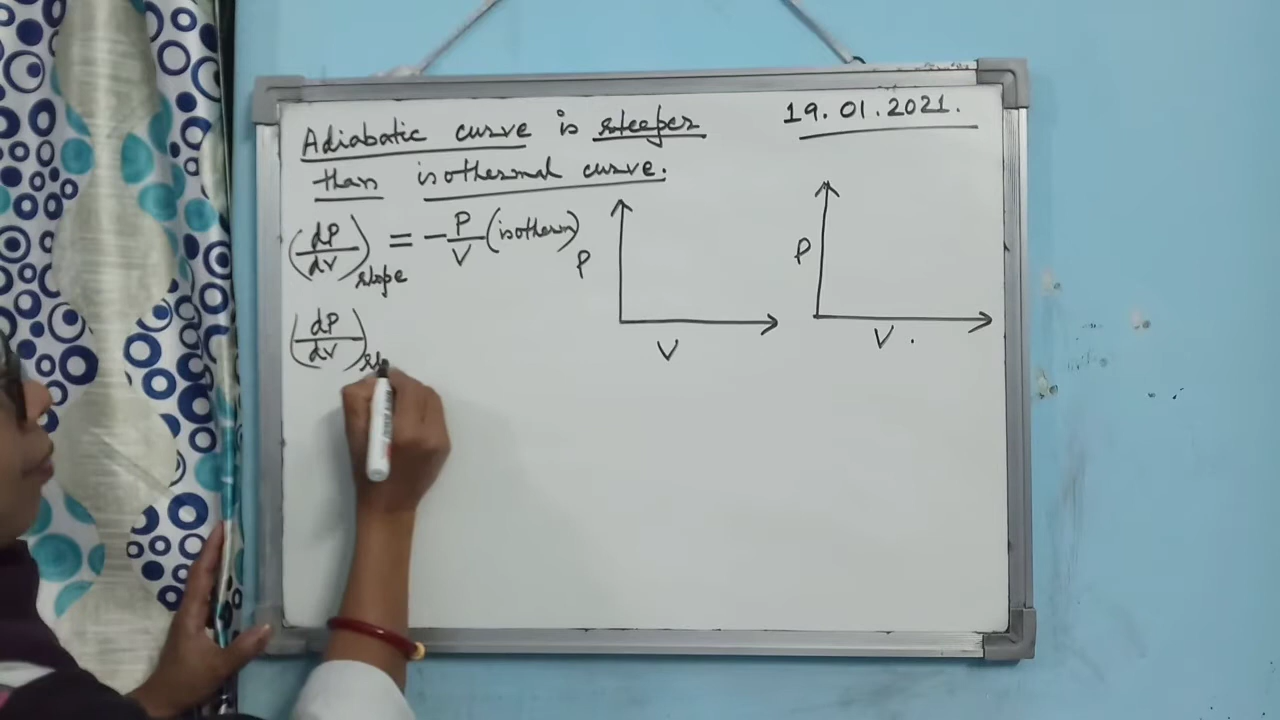 Adiabatic curve is steeper
than isothermal curve.
19.01.2021.
(dP/dV)slope = -P/V (isotherm)
(dP/dV)
P
V
P
V.